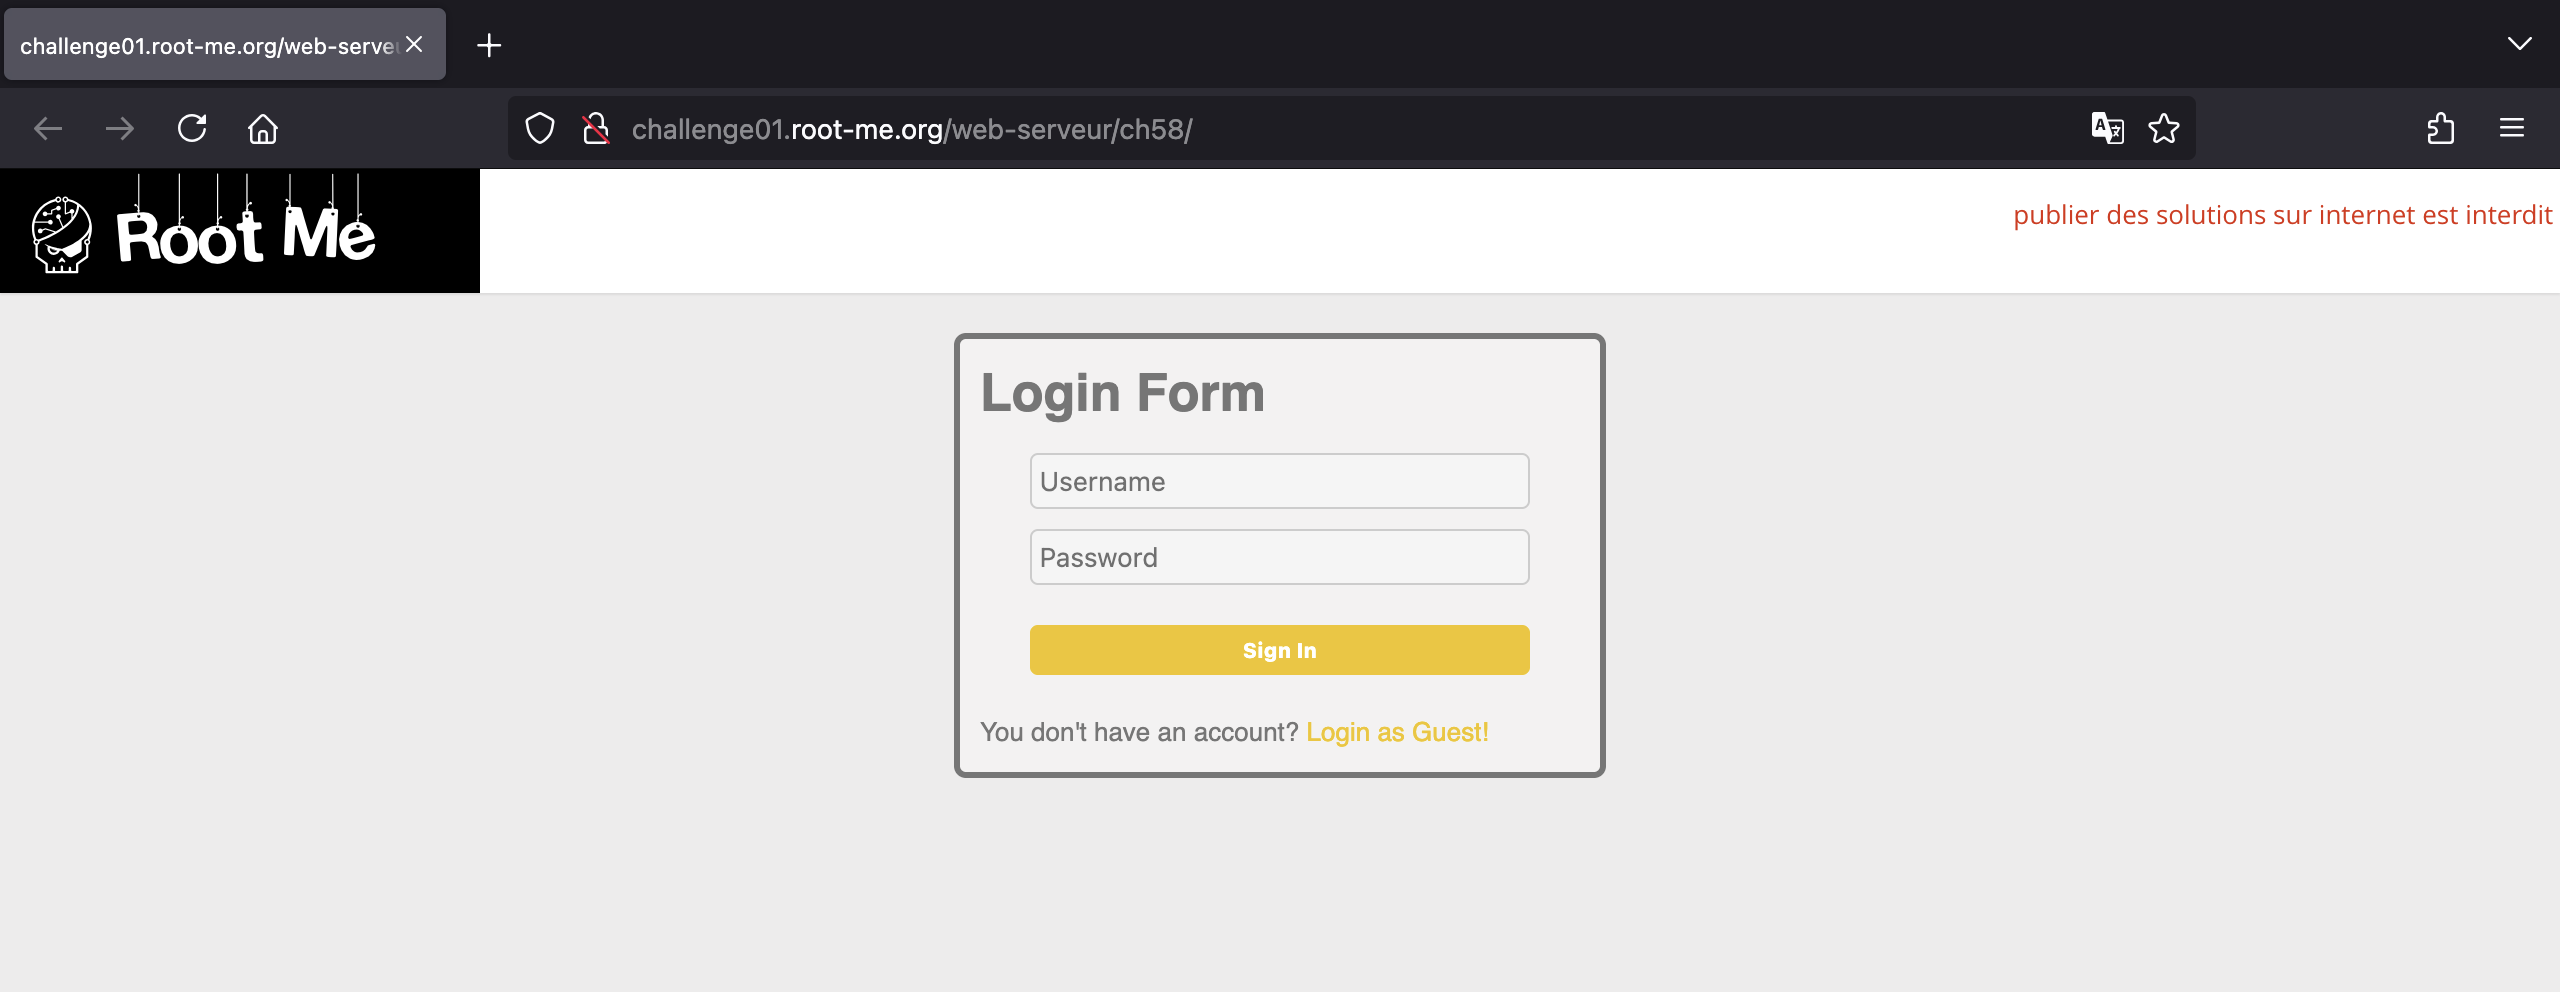 challenge01.root-me.org/web-serveu
challenge01.root-me.org/web-serveur/ch58/
Root Me
publier des solutions sur internet est interdit
Login Form
Username
Password
Sign In
You don't have an account? Login as Guest!